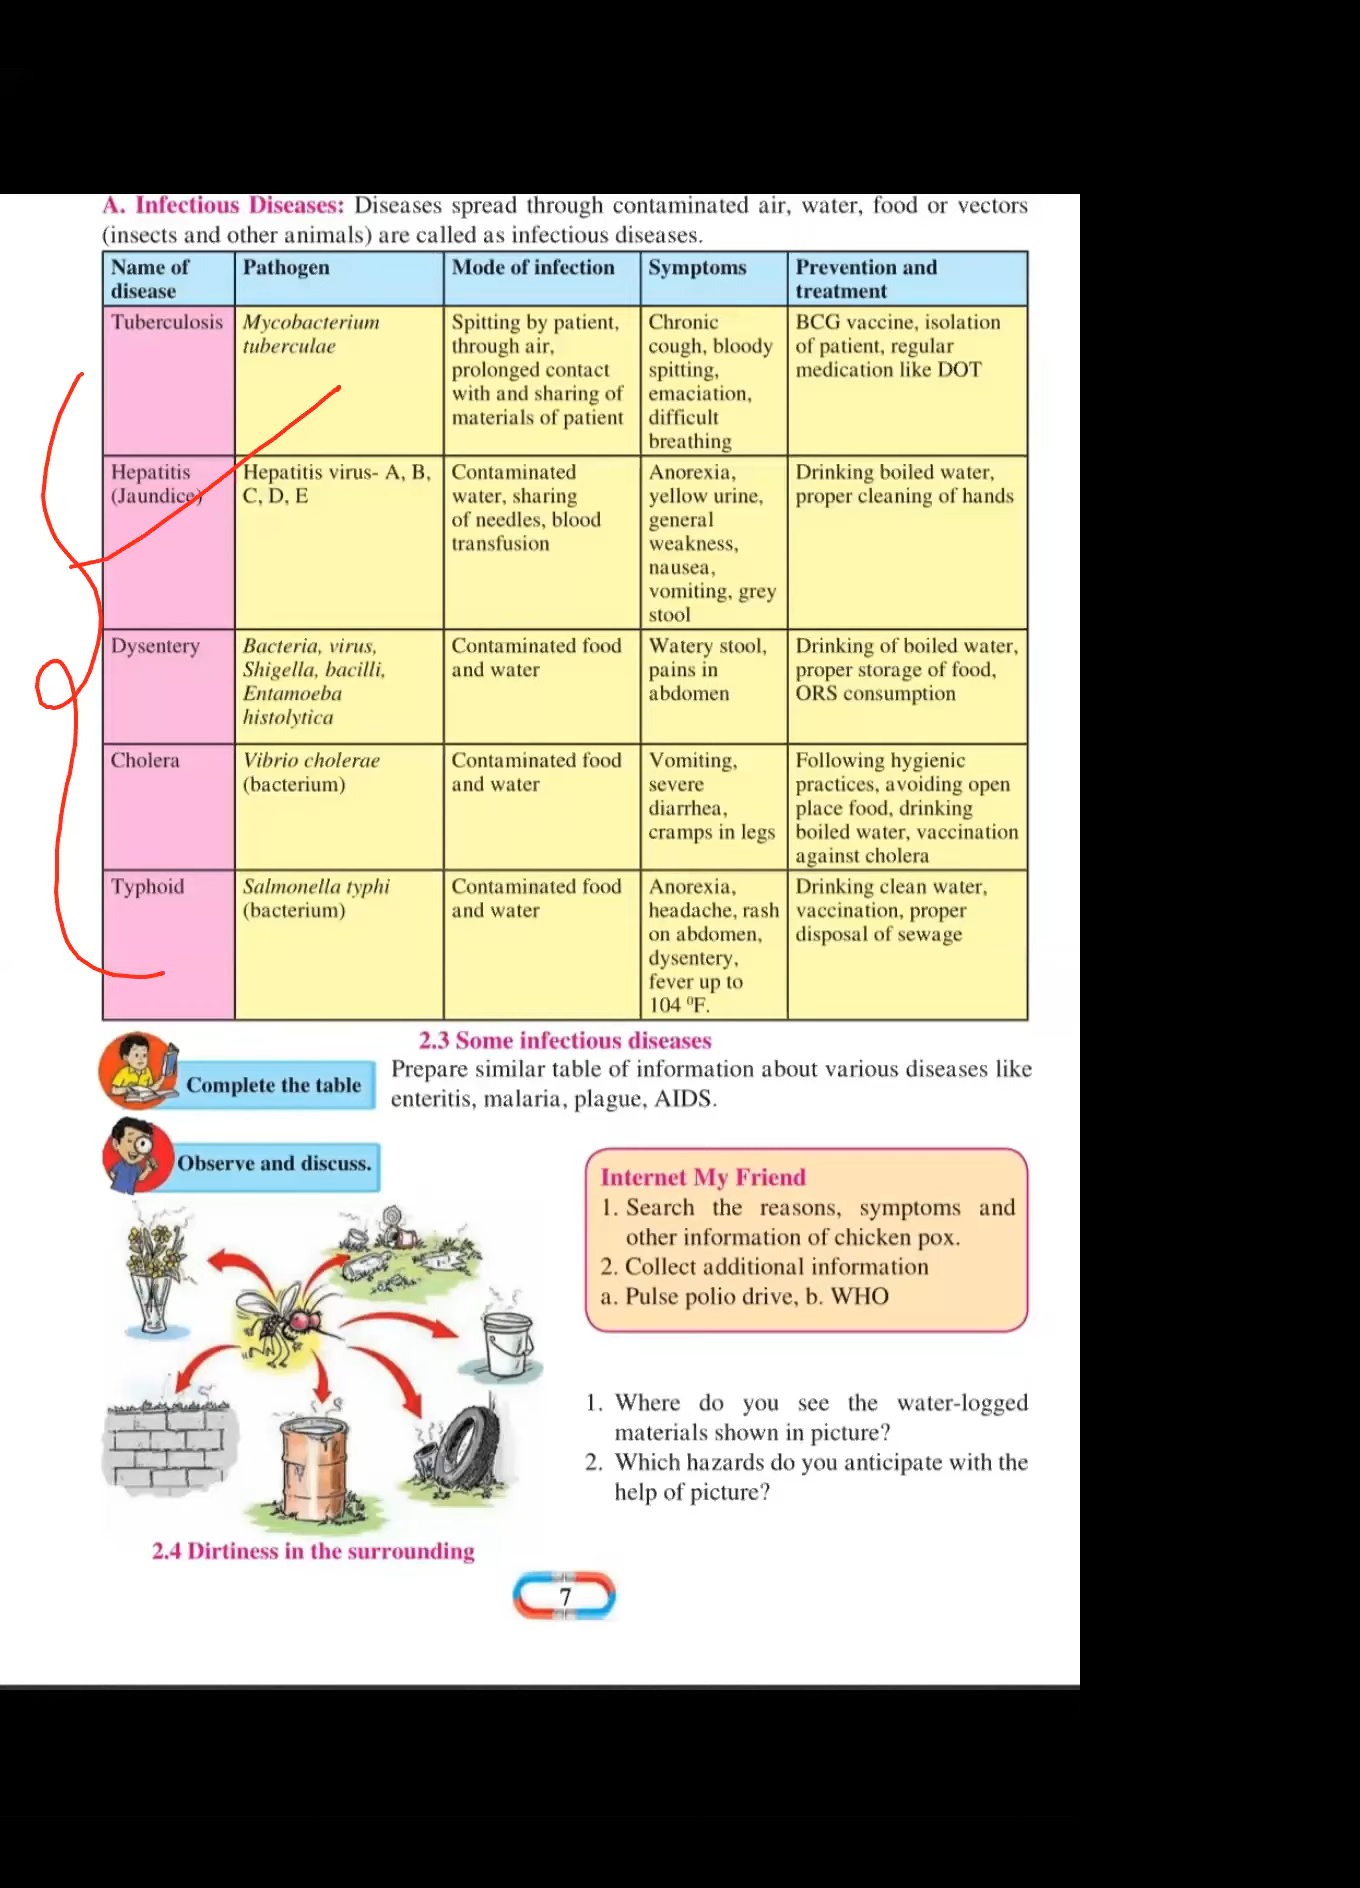 A. Infectious Diseases: Diseases spread through contaminated air, water, food or vectors
(insects and other animals) are called as infectious diseases.
Name of
disease
Pathogen
Mode of infection
Symptoms
Prevention and
treatment
Tuberculosis
Mycobacterium
tuberculae
Spitting by patient,
through air,
prolonged contact
with and sharing of
materials of patient
Chronic
cough, bloody
spitting,
emaciation,
difficult
breathing
BCG vaccine, isolation
of patient, regular
medication like DOT
Hepatitis
(Jaundice)
Hepatitis virus- A, B,
C, D, E
Contaminated
water, sharing
of needles, blood
transfusion
Anorexia,
yellow urine,
general
weakness,
nausea,
vomiting, grey
stool
Drinking boiled water,
proper cleaning of hands
Dysentery
Bacteria, virus,
Shigella, bacilli,
Entamoeba
histolytica
Contaminated food
and water
Watery stool,
pains in
abdomen
Drinking of boiled water,
proper storage of food,
ORS consumption
Cholera
Vibrio cholerae
(bacterium)
Contaminated food
and water
Vomiting,
severe
diarrhea,
cramps in legs
Following hygienic
practices, avoiding open
place food, drinking
boiled water, vaccination
against cholera
Typhoid
Salmonella typhi
(bacterium)
Contaminated food
and water
Anorexia,
headache, rash
on abdomen,
dysentery,
fever up to
104 ⁰F.
Drinking clean water,
vaccination, proper
disposal of sewage
2.3 Some infectious diseases
Complete the table
Prepare similar table of information about various diseases like
enteritis, malaria, plague, AIDS.
Observe and discuss.
Internet My Friend
1. Search the reasons, symptoms and
other information of chicken pox.
2. Collect additional information
a. Pulse polio drive, b. WHO
1. Where do you see the water-logged
materials shown in picture?
2. Which hazards do you anticipate with the
help of picture?
2.4 Dirtiness in the surrounding
7